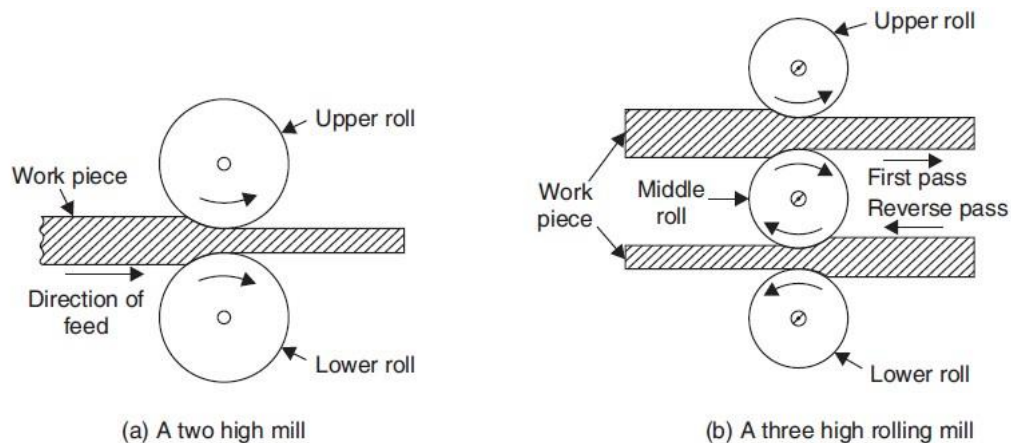 Upper roll
Work piece
Direction of
feed
Lower roll
(a) A two high mill
Upper roll
Work
piece
Middle
roll
First pass
Reverse pass
Lower roll
(b) A three high rolling mill